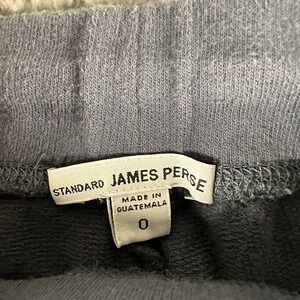 STANDARD JAMES PERSE
MADE IN
GUATEMALA
0